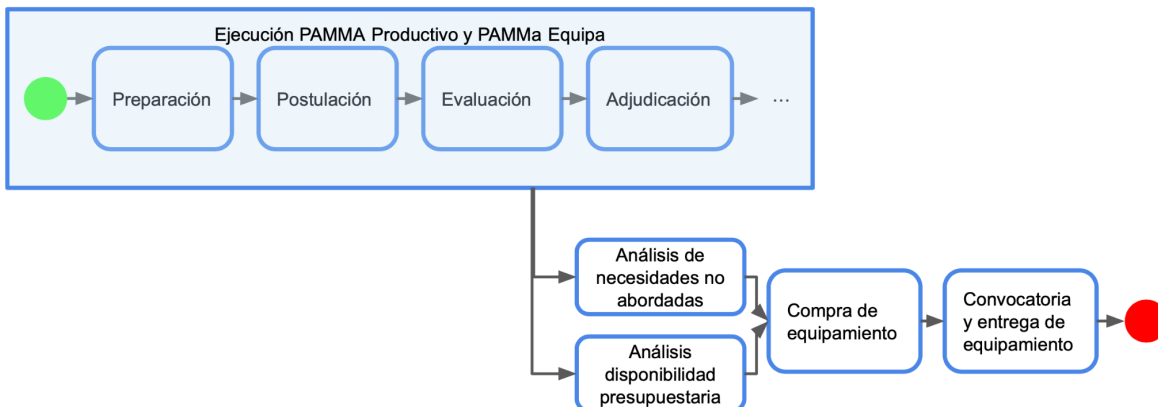 Ejecución PAMMA Productivo y PAMMa Equipa
Preparación
Postulación
Evaluación
Adjudicación
...
Análisis de
necesidades no
abordadas
Análisis
disponibilidad
presupuestaria
Compra de
equipamiento
Convocatoria
y entrega de
equipamiento